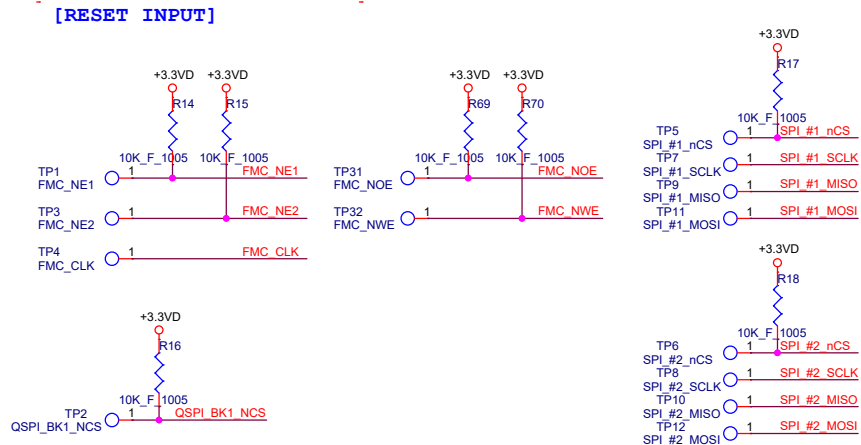 [RESET INPUT]
+3.3VD
R17
10K_F_1005
TP5
SPI_#1_nCS
1
SPI_#1_nCS
TP7
SPI_#1_SCLK
1
SPI_#1_SCLK
TP9
SPI_#1_MISO
1
SPI_#1_MISO
TP11
SPI_#1_MOSI
1
SPI_#1_MOSI
+3.3VD
+3.3VD
R14
R15
10K_F_1005
10K_F_1005
TP1
FMC_NE1
1
FMC_NE1
TP3
FMC_NE2
1
FMC_NE2
TP4
FMC_CLK
1
FMC_CLK
+3.3VD
+3.3VD
R69
R70
10K_F_1005
10K_F_1005
TP31
FMC_NOE
1
FMC_NOE
TP32
FMC_NWE
1
FMC_NWE
+3.3VD
R16
10K_F_1005
TP2
QSPI_BK1_NCS
1
QSPI_BK1_NCS
+3.3VD
R18
10K_F_1005
TP6
SPI_#2_nCS
1
SPI_#2_nCS
TP8
SPI_#2_SCLK
1
SPI_#2_SCLK
TP10
SPI_#2_MISO
1
SPI_#2_MISO
TP12
SPI_#2_MOSI
1
SPI_#2_MOSI